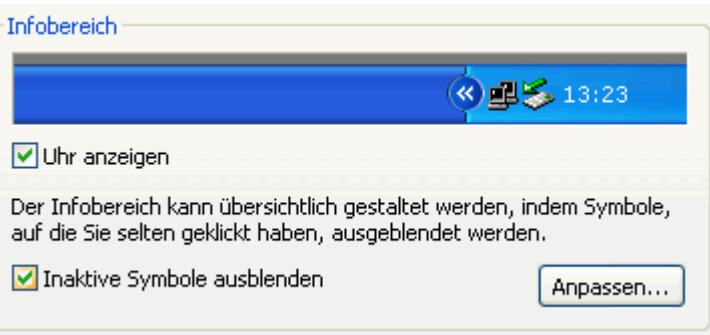 Infobereich
13:23
Uhr anzeigen
Der Infobereich kann übersichtlich gestaltet werden, indem Symbole,
auf die Sie selten geklickt haben, ausgeblendet werden.
Inaktive Symbole ausblenden
Anpassen...